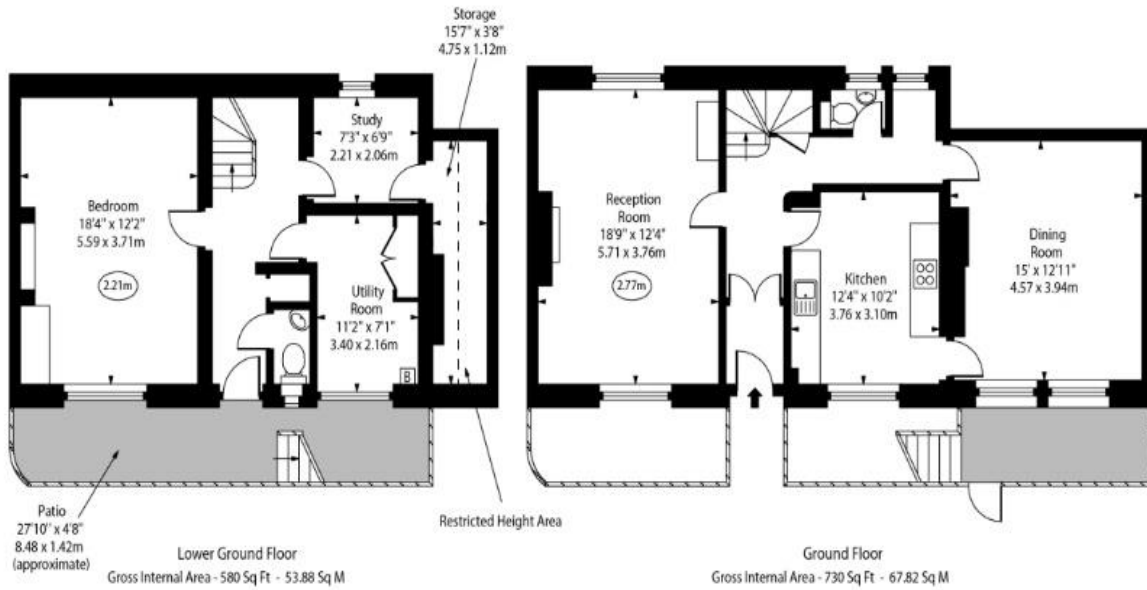 Storage
15'7" x 3'8"
4.75 x 1.12m
Study
7'3" x 6'9"
2.21 x 2.06m
Bedroom
18'4" x 12'2"
5.59 x 3.71m
2.21m
Utility
Room
11'2" x 7'1"
3.40 x 2.16m
B
Patio
27'10" x 4'8"
8.48 x 1.42m
(approximate)
Restricted Height Area
Lower Ground Floor
Gross Internal Area - 580 Sq Ft - 53.88 Sq M
Reception
Room
18'9" x 12'4"
5.71 x 3.76m
2.77m
Kitchen
12'4" x 10'2"
3.76 x 3.10m
Dining
Room
15' x 12'11"
4.57 x 3.94m
Ground Floor
Gross Internal Area - 730 Sq Ft - 67.82 Sq M